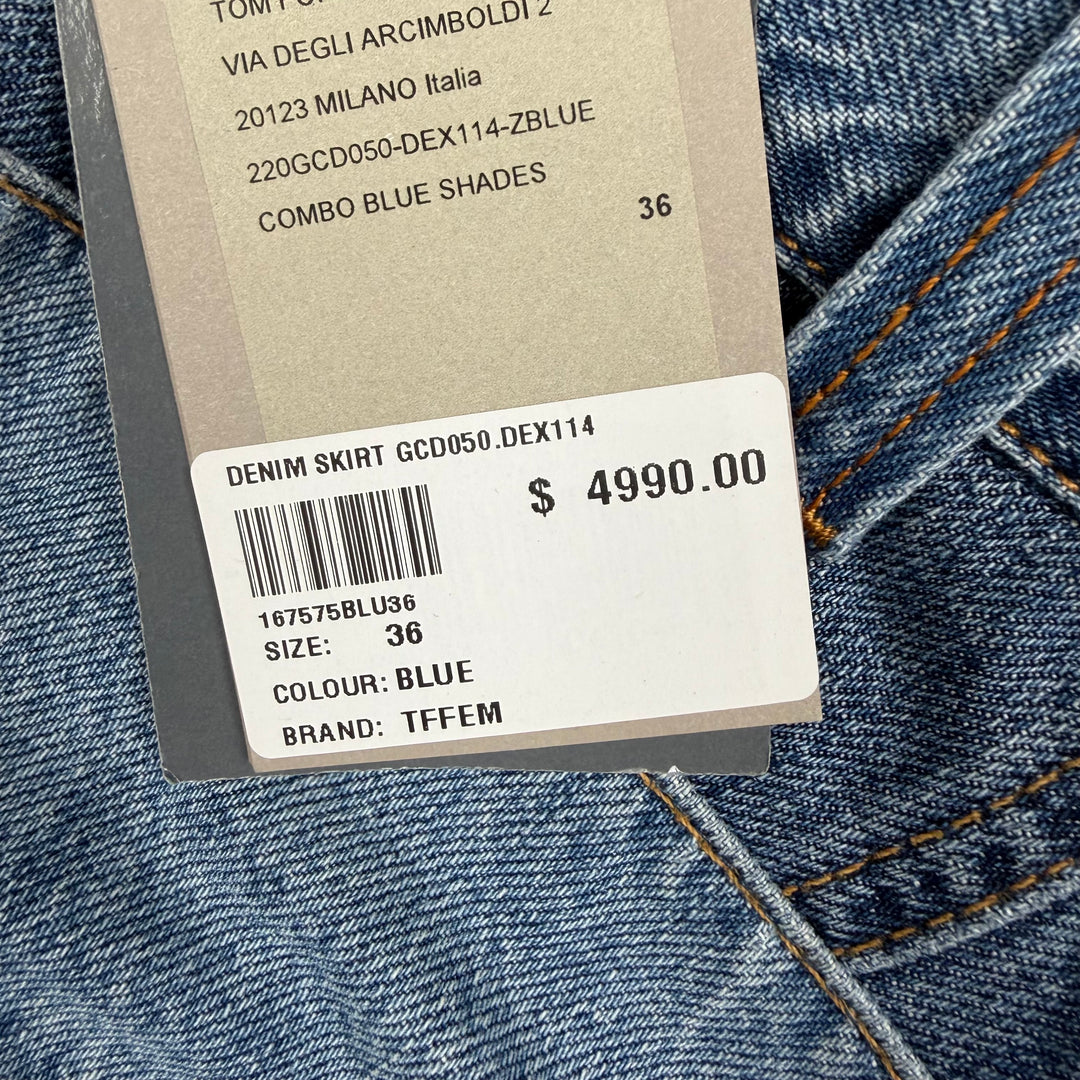 TOM
VIA DEGLI ARCIMBOLDI 2
20123 MILANO Italia
220GCD050-DEX114-ZBLUE
COMBO BLUE SHADES
36
DENIM SKIRT GCD050.DEX114
$ 4990.00
167575BLU36
SIZE: 36
COLOUR: BLUE
BRAND: TFFEM